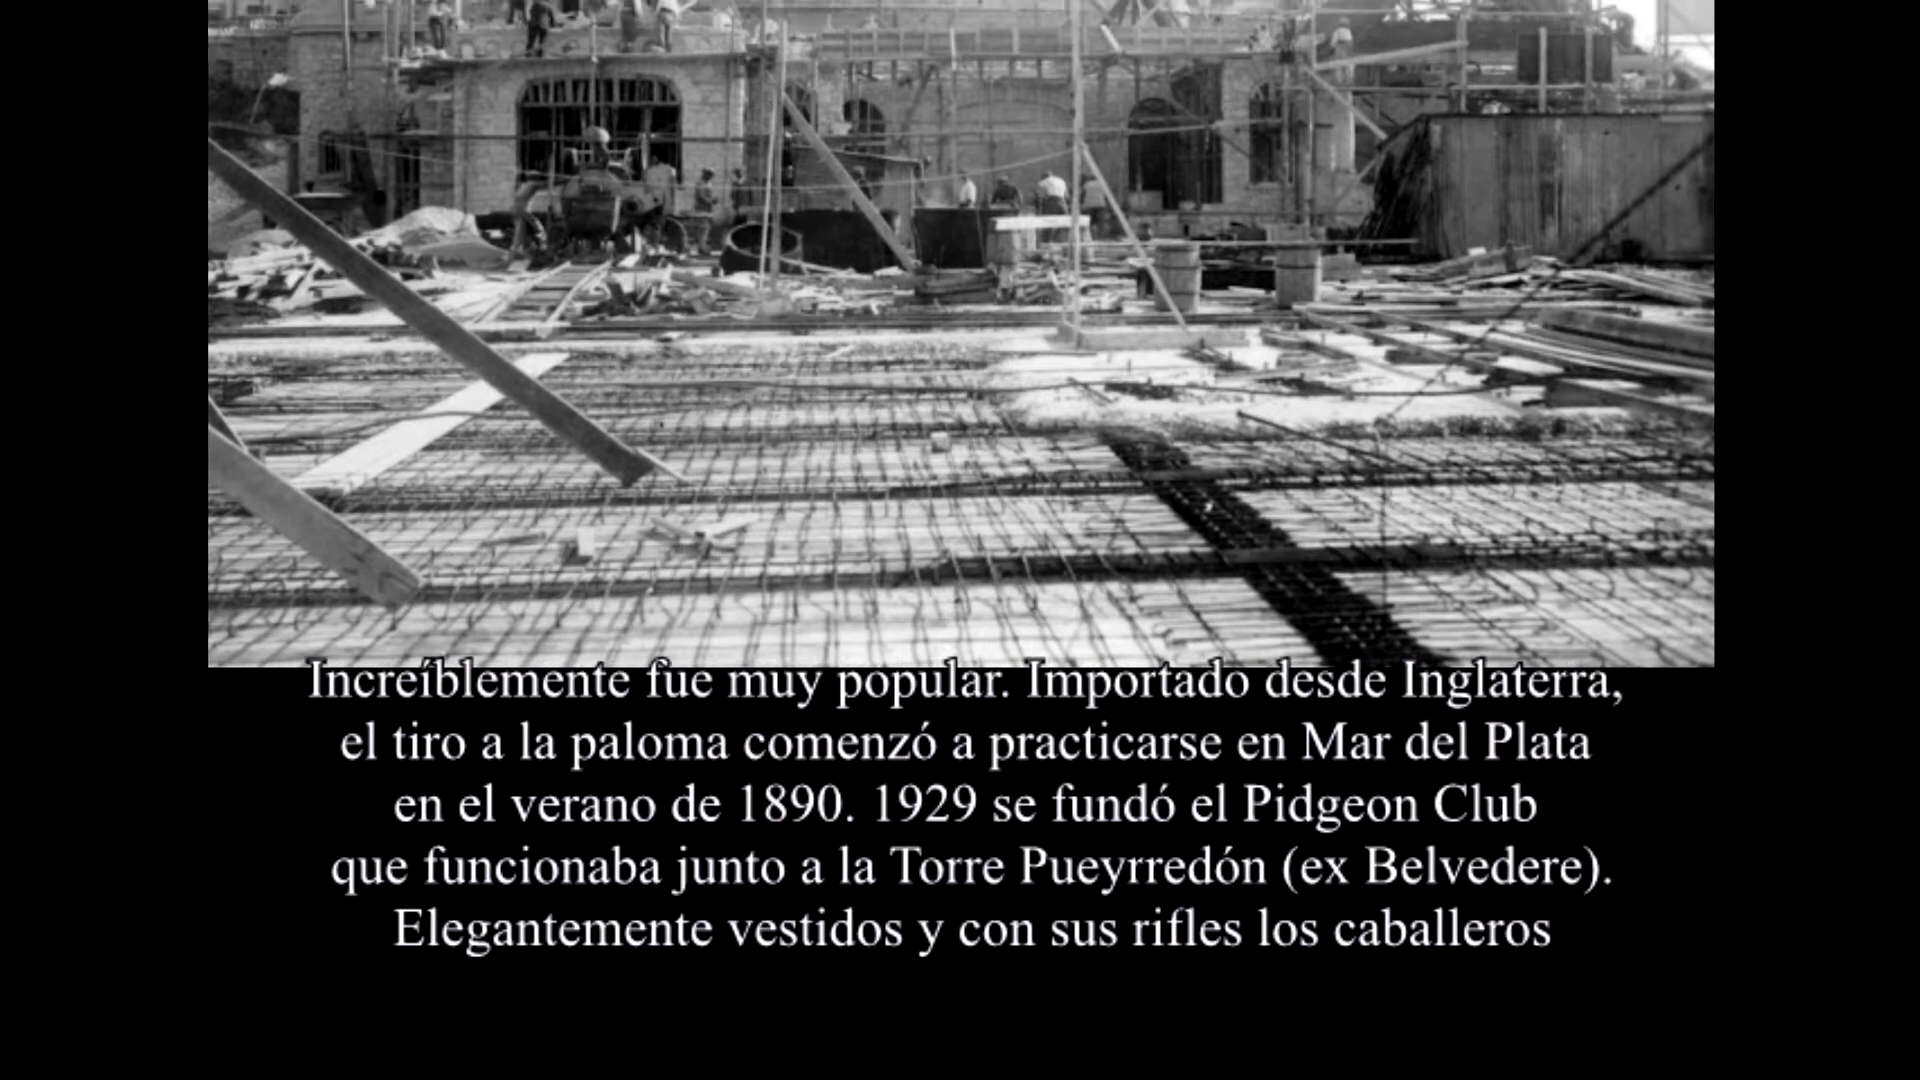 Increíblemente fue muy popular. Importado desde Inglaterra,
el tiro a la paloma comenzó a practicarse en Mar del Plata
en el verano de 1890. 1929 se fundó el Pidgeon Club
que funcionaba junto a la Torre Pueyrredón (ex Belvedere).
Elegantemente vestidos y con sus rifles los caballeros